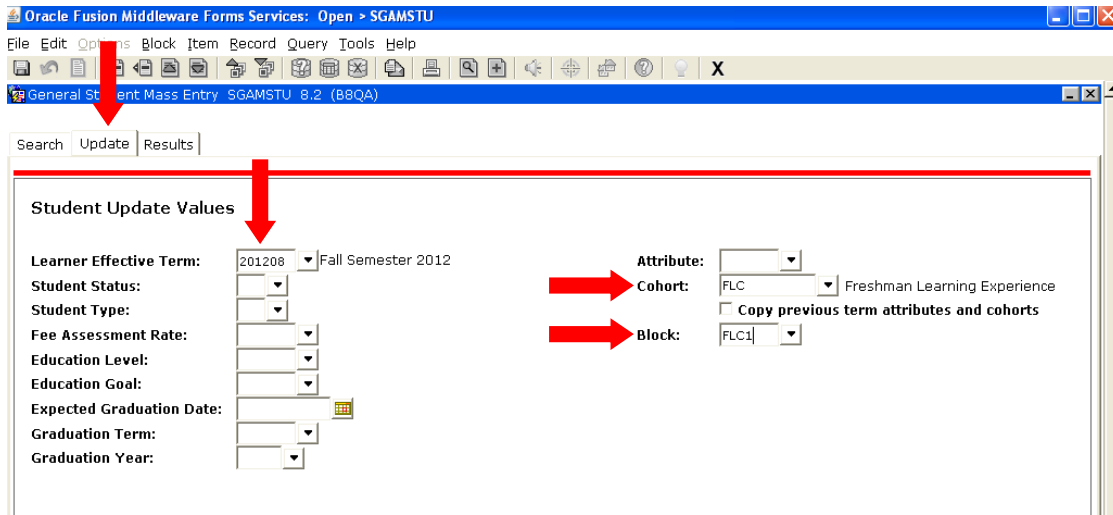 Oracle Fusion Middleware Forms Services: Open > SGAMSTU
File Edit Block Item Record Query Tools Help
X
General Student Mass Entry SGAMSTU 8.2 (B8QA)
Search Update Results
Student Update Values
Learner Effective Term: 201208 Fall Semester 2012 Attribute:
Student Status: Cohort: FLC Freshman Learning Experience
Student Type: Copy previous term attributes and cohorts
Fee Assessment Rate: Block: FLC1
Education Level:
Education Goal:
Expected Graduation Date:
Graduation Term:
Graduation Year: